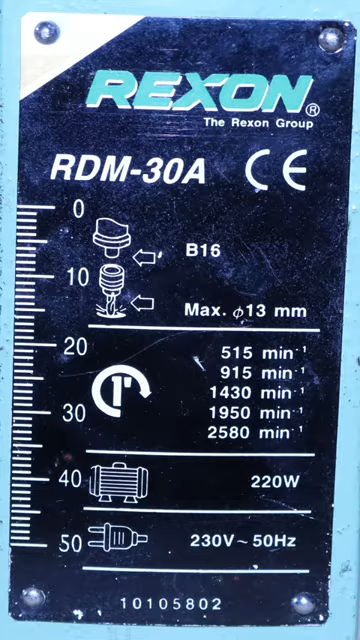 REXON®
The Rexon Group
RDM-30A CE
0
B16
10
Max. ϕ13 mm
20
515 min⁻¹
915 min⁻¹
1430 min⁻¹
1950 min⁻¹
30
2580 min⁻¹
40
220W
50
230V~50Hz
10105802